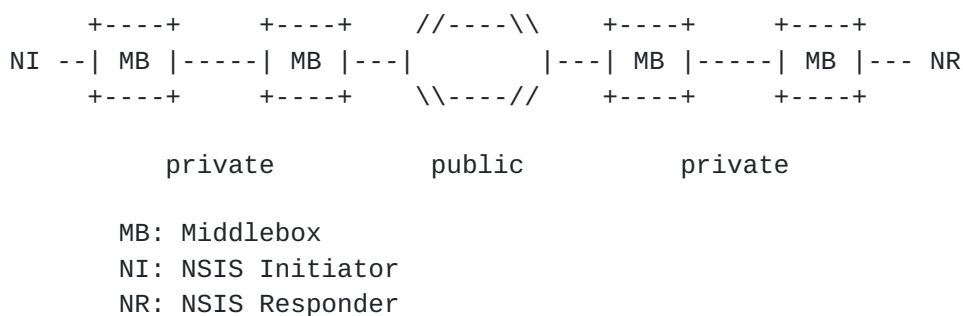 +----+     +----+    //----\\    +----+     +----+
NI --| MB |-----| MB |---|        |---| MB |-----| MB |--- NR
     +----+     +----+    \\----//    +----+     +----+
private public private
MB: Middlebox
NI: NSIS Initiator
NR: NSIS Responder